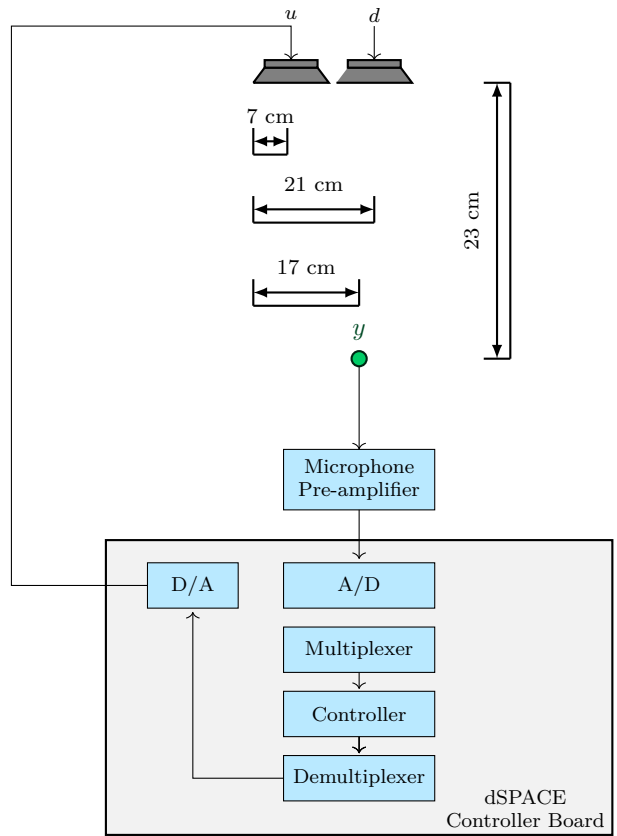 u
d
7 cm
21 cm
23 cm
17 cm
y
Microphone
Pre-amplifier
D/A
A/D
Multiplexer
Controller
Demultiplexer
dSPACE
Controller Board